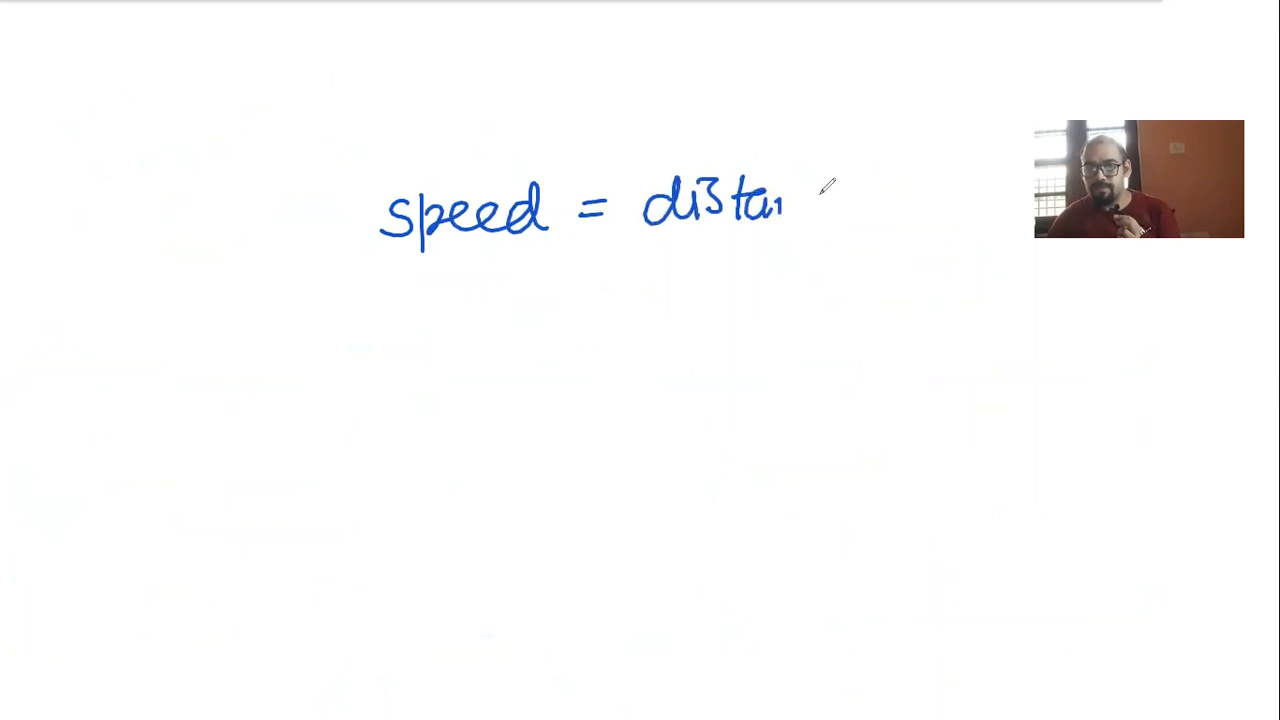 speed = distan